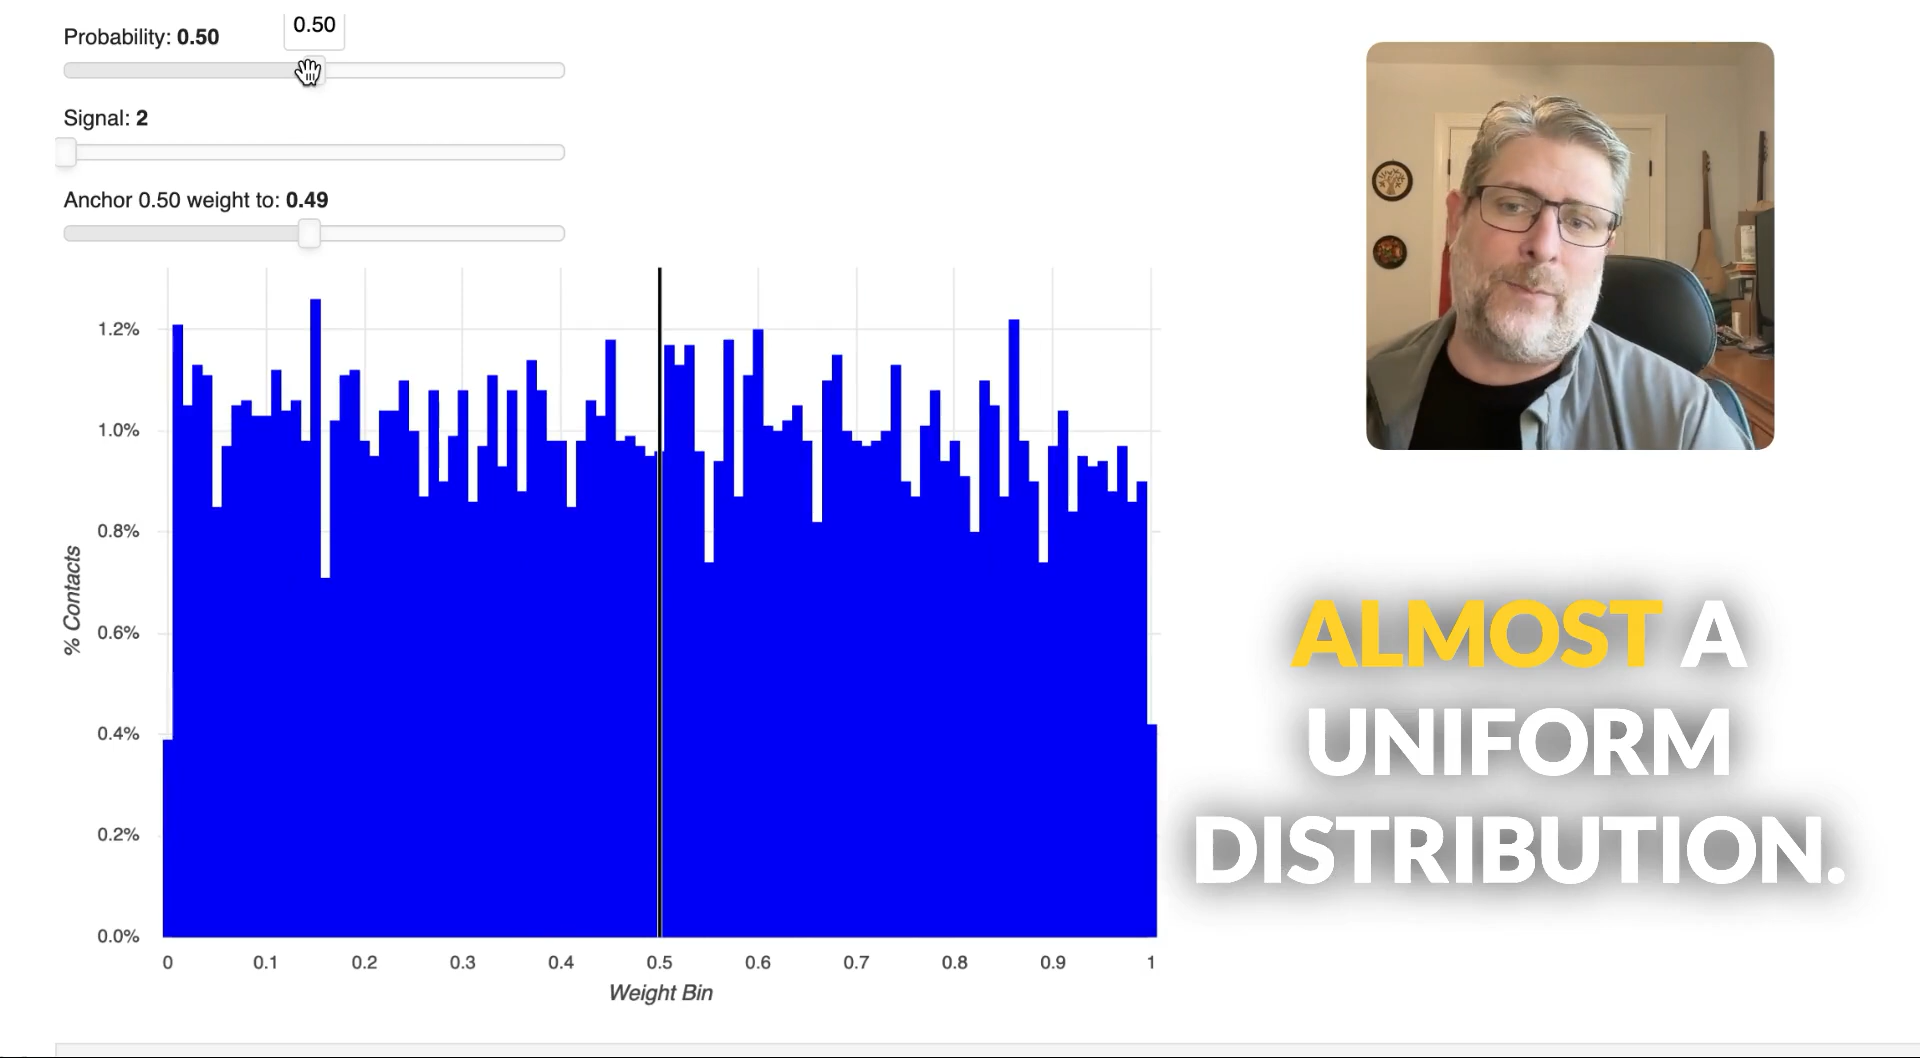 0.50
Probability: 0.50
Signal: 2
Anchor 0.50 weight to: 0.49
1.2%
1.0%
0.8%
0.6%
0.4%
0.2%
0.0%
% Contacts
0 0.1 0.2 0.3 0.4 0.5 0.6 0.7 0.8 0.9 1
Weight Bin
ALMOST A
UNIFORM
DISTRIBUTION.